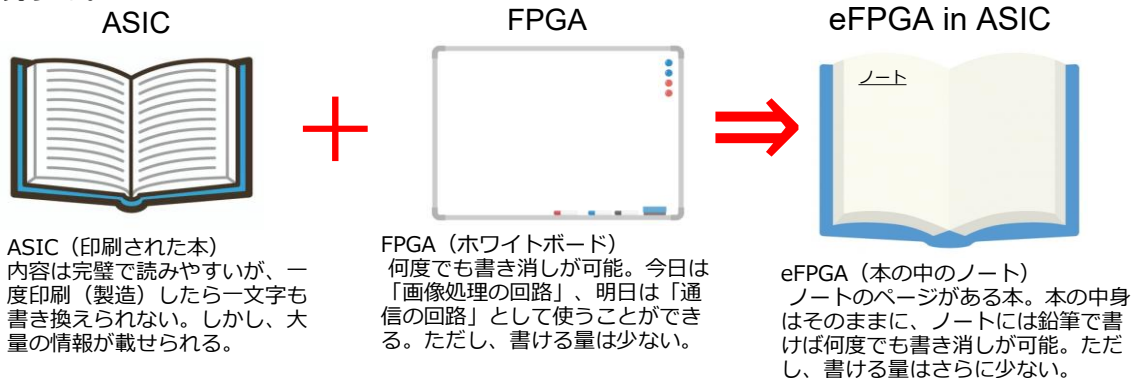 ASIC
FPGA
eFPGA in ASIC
ノート
ASIC（印刷された本）
内容は完璧で読みやすいが、一
度印刷（製造）したら一文字も
書き換えられない。しかし、大
量の情報が載せられる。
FPGA（ホワイトボード）
何度でも書き消しが可能。今日は
「画像処理の回路」、明日は「通
信の回路」として使うことができ
る。ただし、書ける量は少ない。
eFPGA（本の中のノート）
ノートのページがある本。本の中身
はそのままに、ノートには鉛筆で書
けば何度でも書き消しが可能。ただ
し、書ける量はさらに少ない。